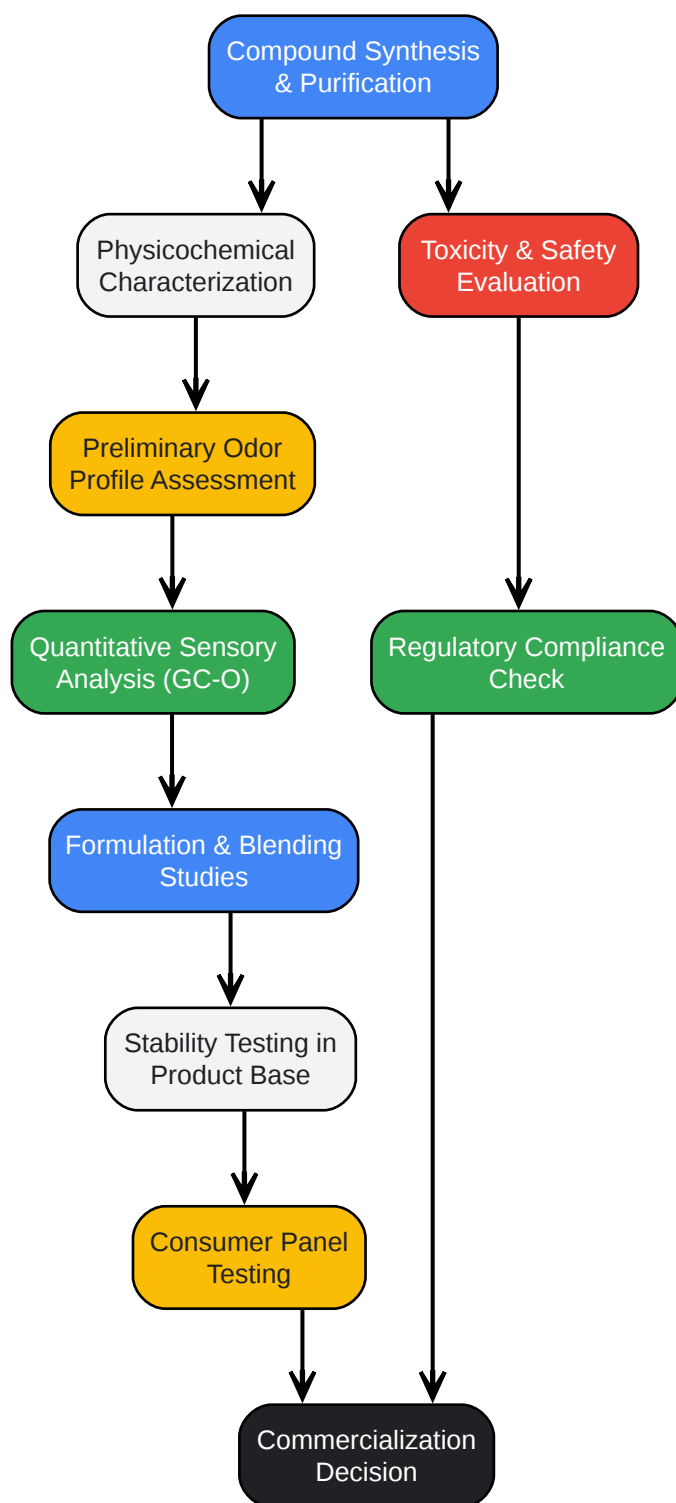 Compound Synthesis
& Purification
Physicochemical
Characterization
Toxicity & Safety
Evaluation
Preliminary Odor
Profile Assessment
Quantitative Sensory
Analysis (GC-O)
Regulatory Compliance
Check
Formulation & Blending
Studies
Stability Testing in
Product Base
Consumer Panel
Testing
Commercialization
Decision